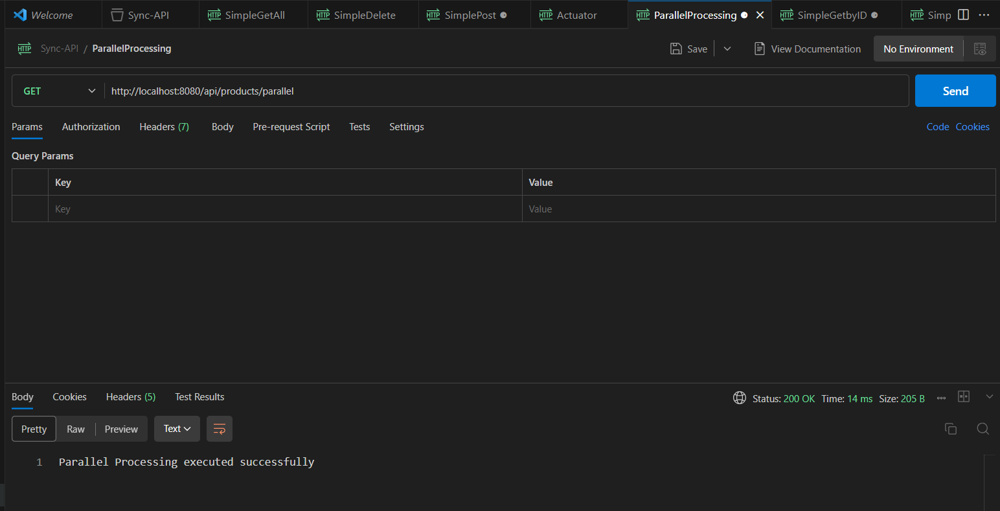 Welcome Sync-API HTTP SimpleGetAll HTTP SimpleDelete HTTP SimplePost HTTP Actuator HTTP ParallelProcessing HTTP SimpleGetbyID HTTP Simp
HTTP Sync-API / ParallelProcessing Save View Documentation No Environment
GET http://localhost:8080/api/products/parallel Send
Params Authorization Headers (7) Body Pre-request Script Tests Settings Code Cookies
Query Params
Key Value
Key Value
Body Cookies Headers (5) Test Results Status: 200 OK Time: 14 ms Size: 205 B
Pretty Raw Preview Text
1 Parallel Processing executed successfully